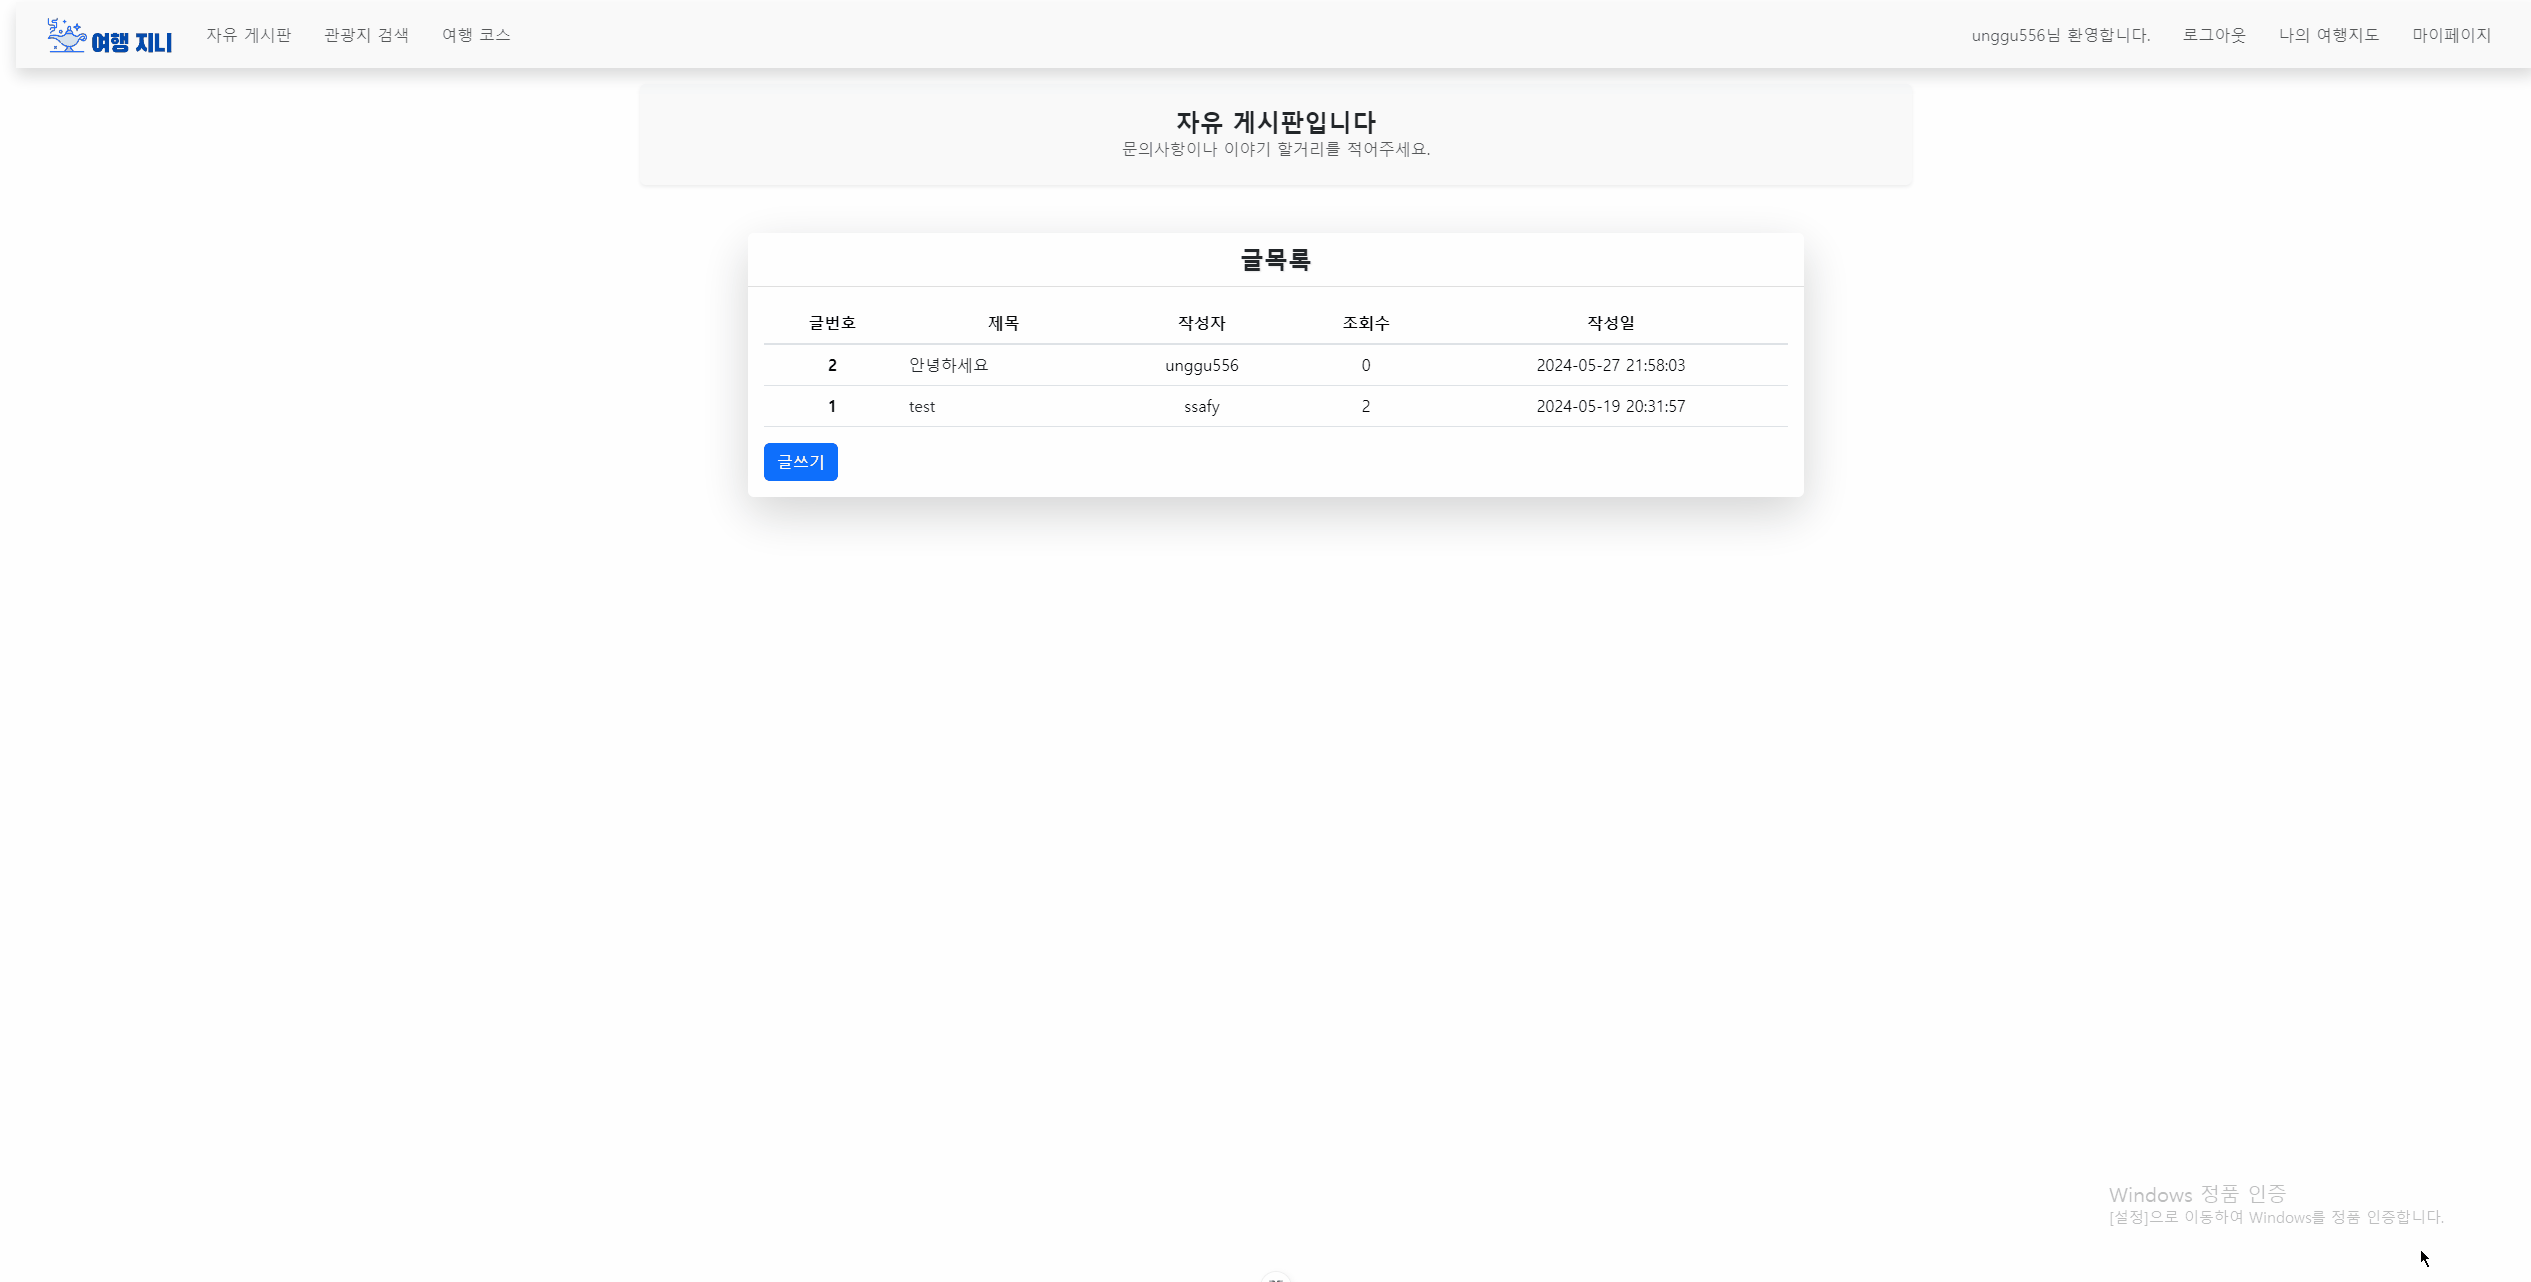 여행 지니 자유 게시판 관광지 검색 여행 코스 unggu556님 환영합니다. 로그아웃 나의 여행지도 마이페이지
자유 게시판입니다
문의사항이나 이야기 할거리를 적어주세요.
글목록
글번호 제목 작성자 조회수 작성일
2 안녕하세요 unggu556 0 2024-05-27 21:58:03
1 test ssafy 2 2024-05-19 20:31:57
글쓰기
Windows 정품 인증
[설정]으로 이동하여 Windows를 정품 인증합니다.